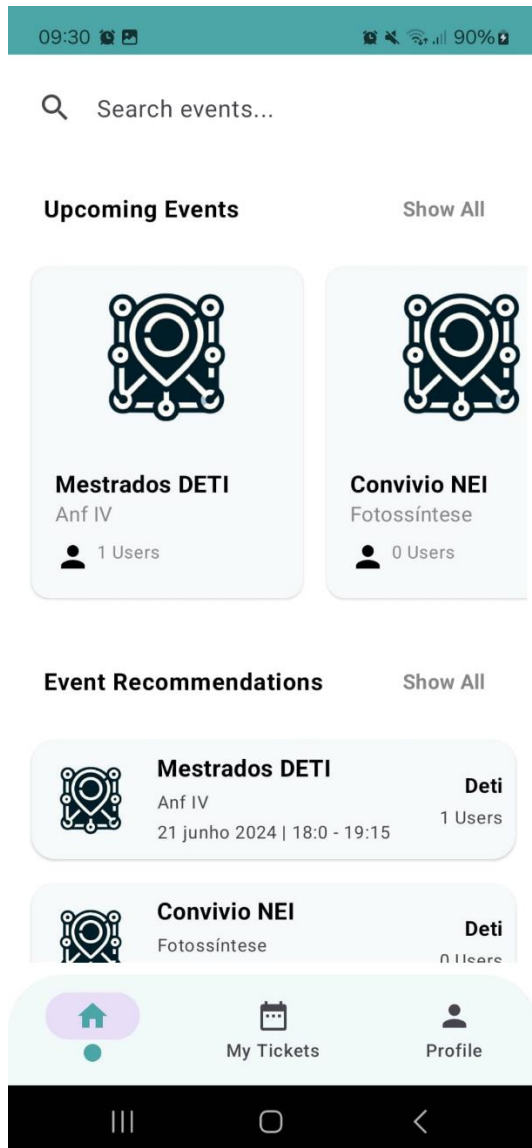 09:30 90%
Search events...
Upcoming Events Show All
Mestrados DETI Convivio NEI
Anf IV Fotossíntese
1 Users 0 Users
Event Recommendations Show All
Mestrados DETI
Deti
Anf IV
1 Users
21 junho 2024 | 18:0 - 19:15
Convivio NEI
Deti
Fotossíntese
0 Users
My Tickets Profile